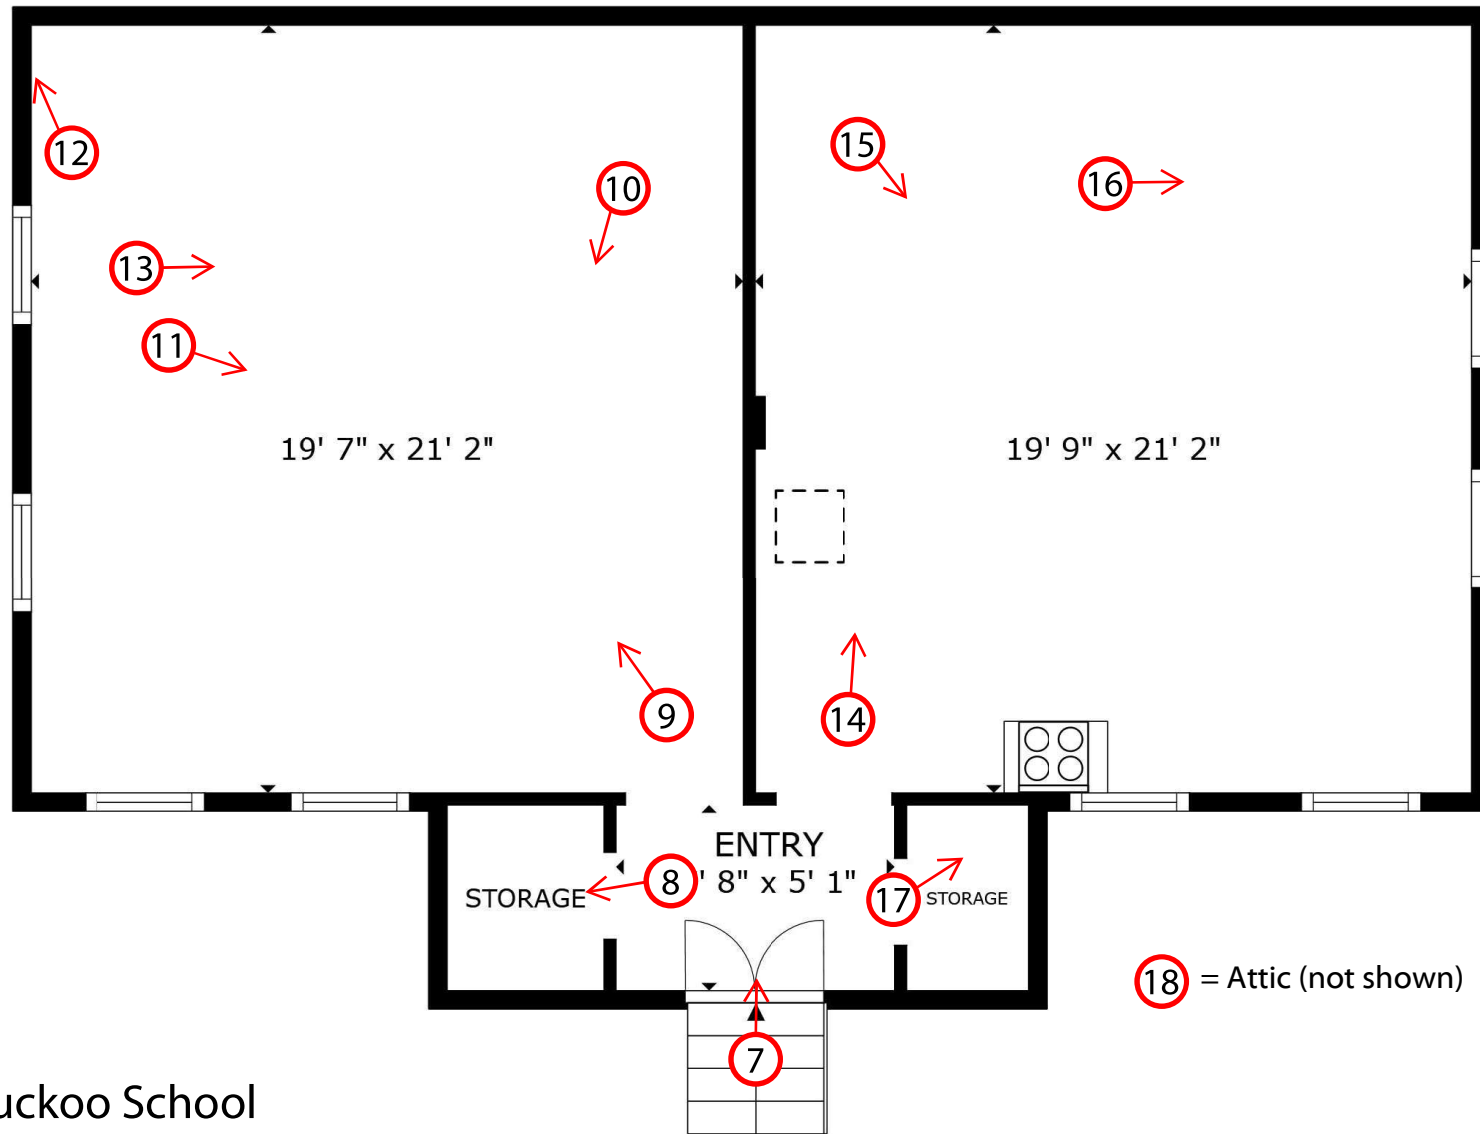 12
15
16
10
13
11
19' 7" x 21' 2"
19' 9" x 21' 2"
9
14
ENTRY
8
' 8" x 5' 1"
STORAGE
17
STORAGE
18 = Attic (not shown)
7
uckoo School